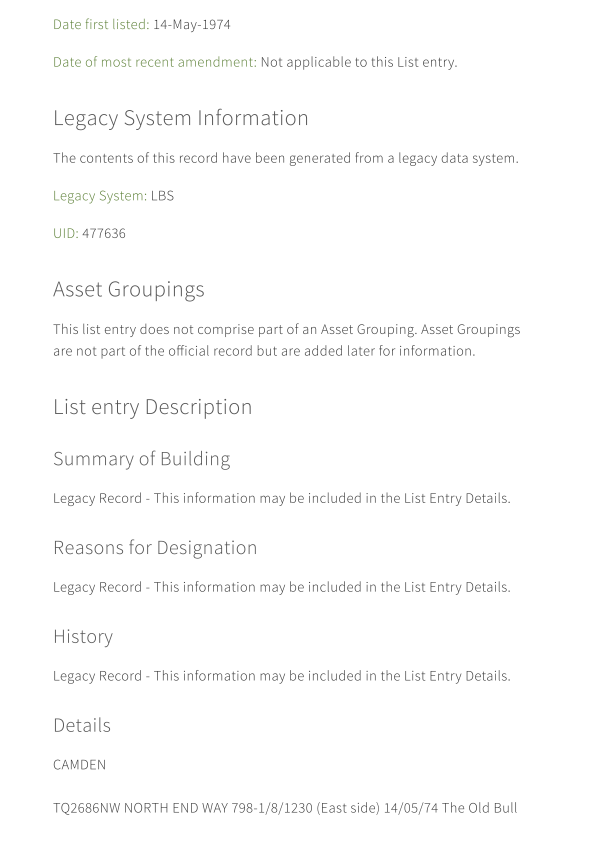 Date first listed: 14-May-1974
Date of most recent amendment: Not applicable to this List entry.
Legacy System Information
The contents of this record have been generated from a legacy data system.
Legacy System: LBS
UID: 477636
Asset Groupings
This list entry does not comprise part of an Asset Grouping. Asset Groupings
are not part of the official record but are added later for information.
List entry Description
Summary of Building
Legacy Record - This information may be included in the List Entry Details.
Reasons for Designation
Legacy Record - This information may be included in the List Entry Details.
History
Legacy Record - This information may be included in the List Entry Details.
Details
CAMDEN
TQ2686NW NORTH END WAY 798-1/8/1230 (East side) 14/05/74 The Old Bull